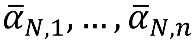 ᾱ_{N,1}, … , ᾱ_{N,n}